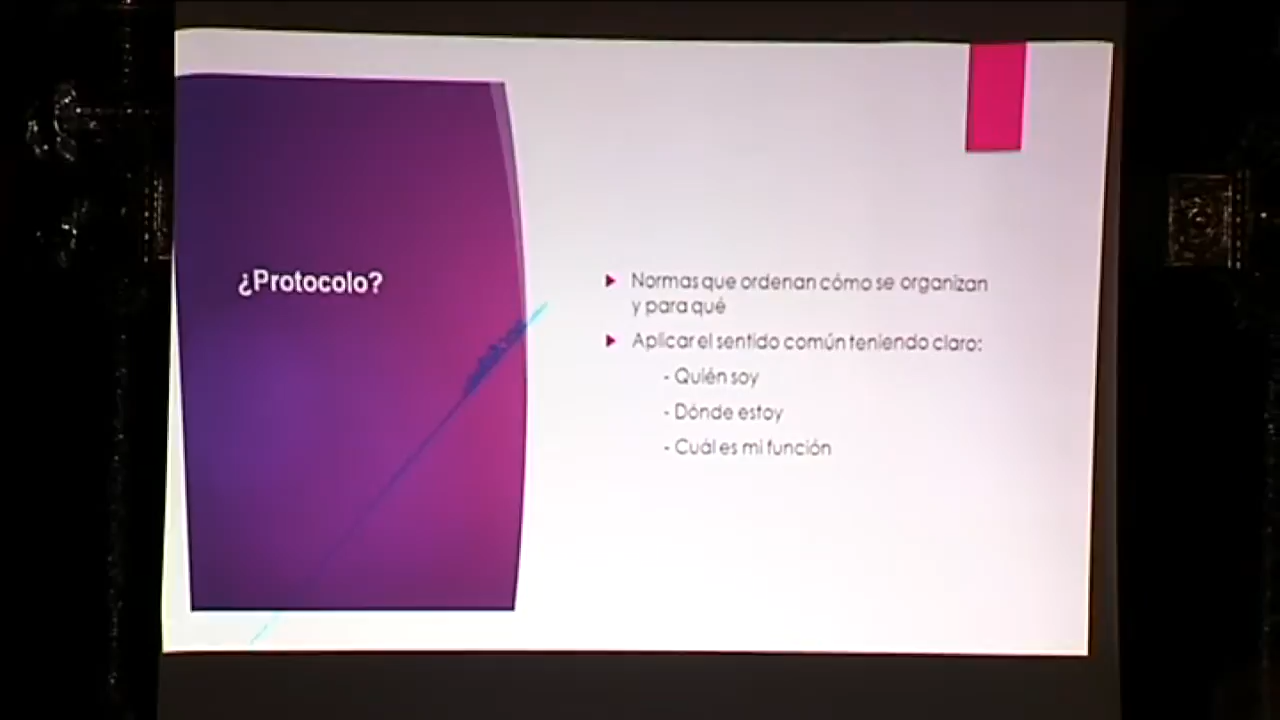 ¿Protocolo?
Normas que ordenan cómo se organizan
y para qué
Aplicar el sentido común teniendo claro:
- Quién soy
- Dónde estoy
- Cuál es mi función